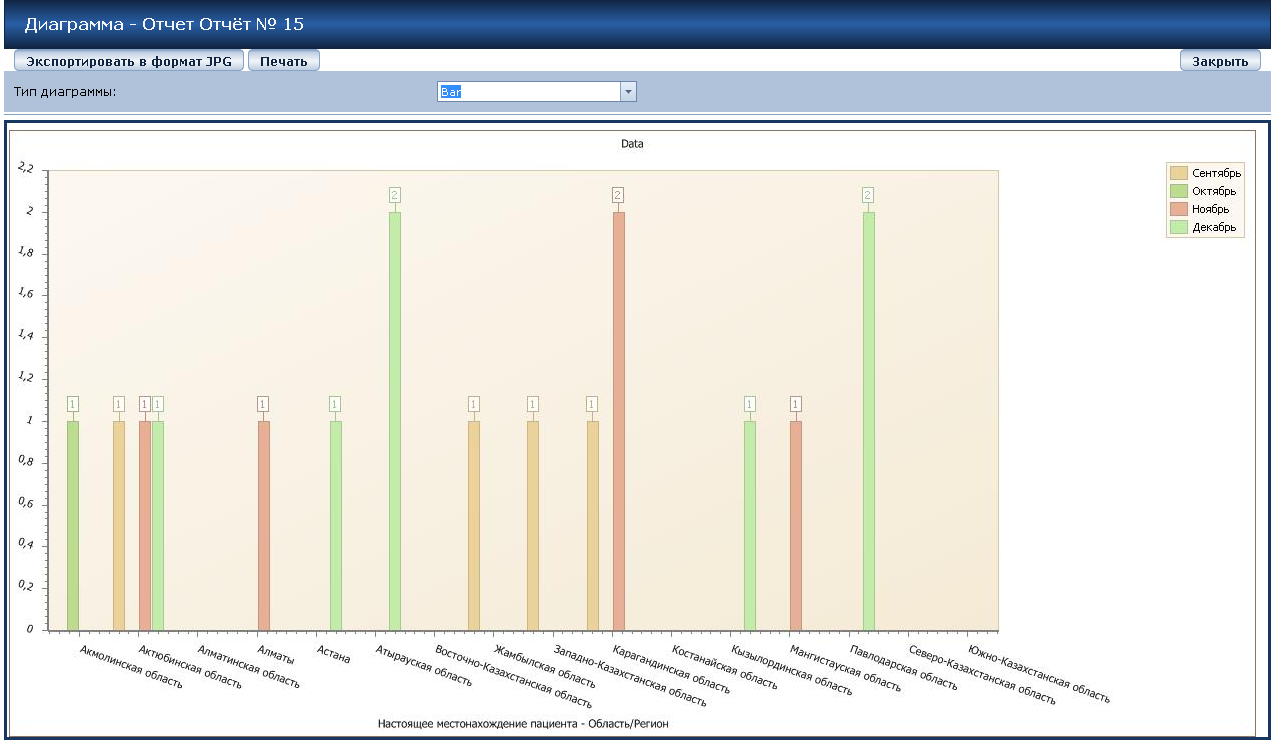 Диаграмма - Отчет Отчёт № 15
Экспортировать в формат JPG
Печать
Закрыть
Тип диаграммы:
Bar
Data
2,2
2
1,8
1,6
1,4
1,2
1
0,8
0,6
0,4
0,2
0
1
1
1
1
1
1
2
1
1
1
2
1
1
2
Сентябрь
Октябрь
Ноябрь
Декабрь
Акмолинская область
Актюбинская область
Алматинская область
Алматы
Астана
Атырауская область
Восточно-Казахстанская область
Жамбылская область
Западно-Казахстанская область
Карагандинская область
Костанайская область
Кызылординская область
Мангистауская область
Павлодарская область
Северо-Казахстанская область
Южно-Казахстанская область
Настоящее местонахождение пациента - Область/Регион